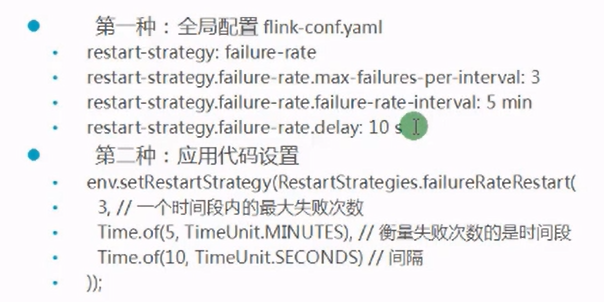 第一种：全局配置 flink-conf.yaml
restart-strategy: failure-rate
restart-strategy.failure-rate.max-failures-per-interval: 3
restart-strategy.failure-rate.failure-rate-interval: 5 min
restart-strategy.failure-rate.delay: 10 s
第二种：应用代码设置
env.setRestartStrategy(RestartStrategies.failureRateRestart(
3, // 一个时间段内的最大失败次数
Time.of(5, TimeUnit.MINUTES), // 衡量失败次数的是时间段
Time.of(10, TimeUnit.SECONDS) // 间隔
));